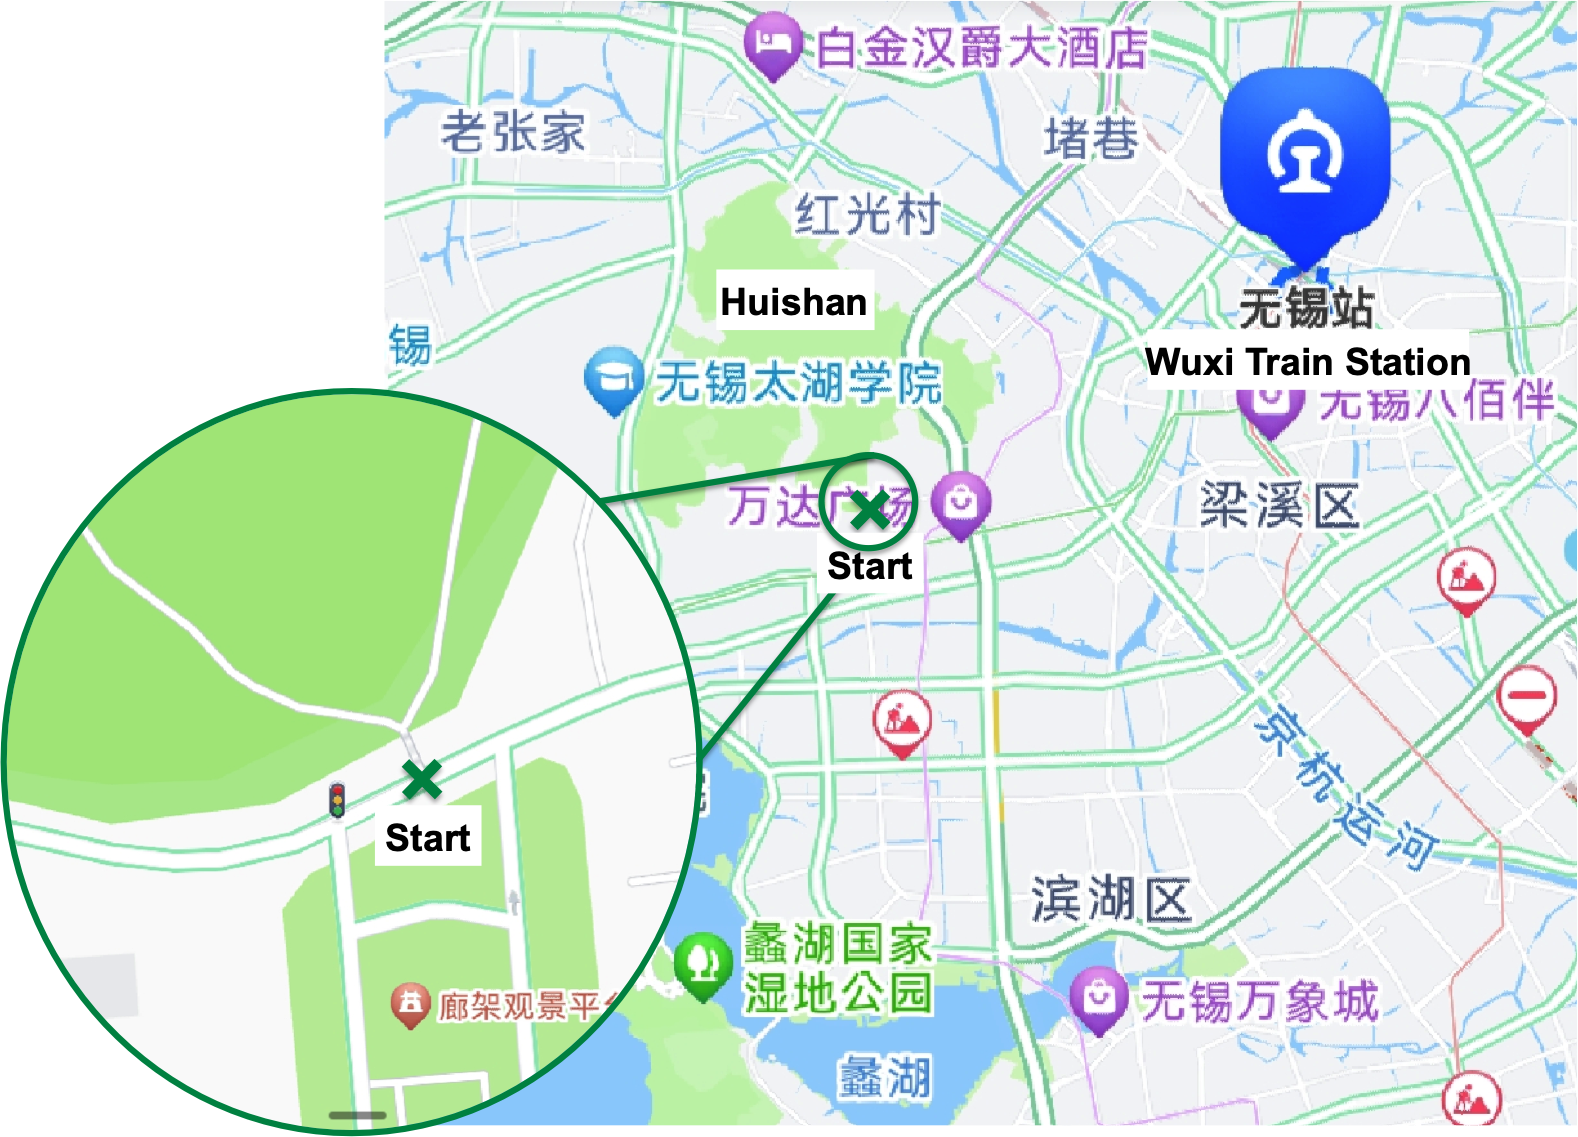 白金汉爵大酒店
老张家
堵巷
红光村
Huishan
无锡站
Wuxi Train Station
锡
无锡太湖学院
无锡八佰伴
万达广场
梁溪区
Start
Start
京杭运河
滨湖区
蠡湖国家
湿地公园
无锡万象城
廊架观景平
蠡湖